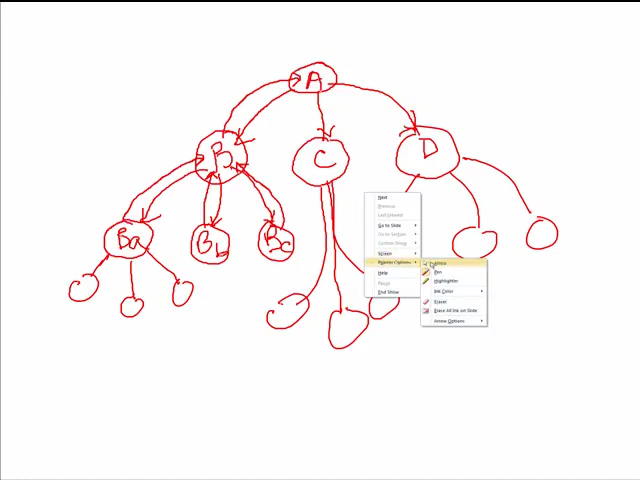 A
B
C
D
Ba
Bb
Bc
Next
Previous
Last Viewed
Go to Slide
Go to Section
Custom Show
Screen
Pointer Options
Help
Pause
End Show
Arrow
Pen
Highlighter
Ink Color
Eraser
Erase All Ink on Slide
Arrow Options